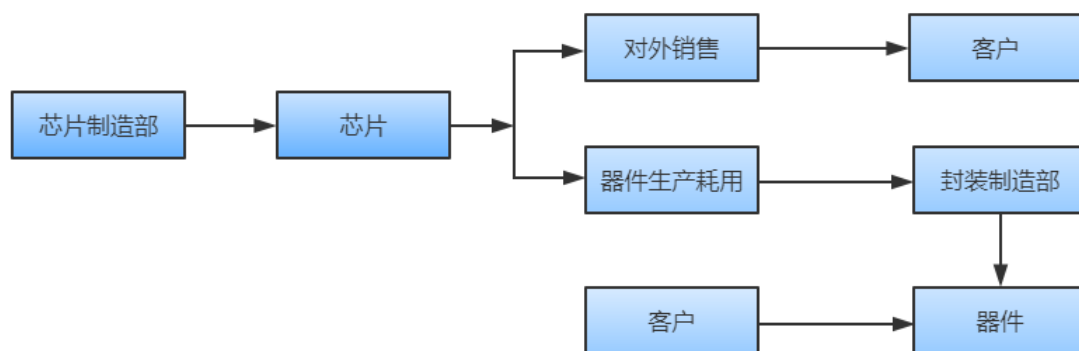 对外销售
客户
芯片制造部
芯片
器件生产耗用
封装制造部
客户
器件